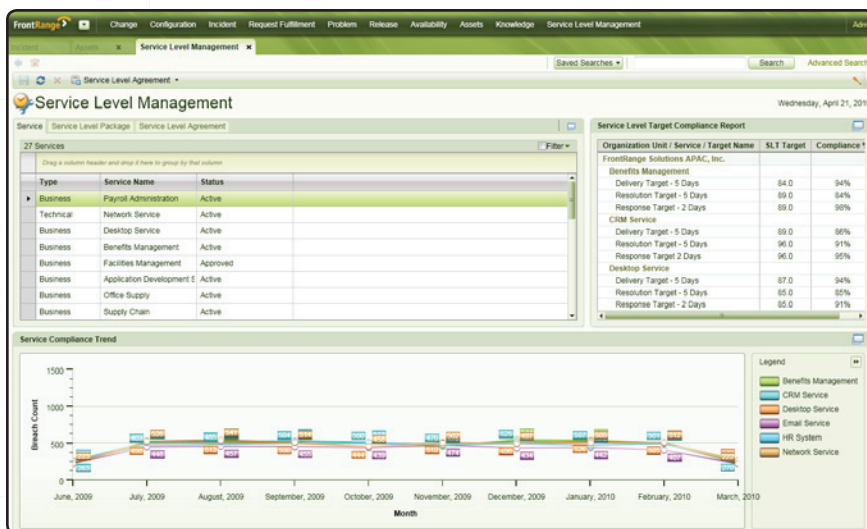 FrontRange Change Configuration Incident Request Fulfillment Problem Release Availability Assets Knowledge Service Level Management
Incident Assets Service Level Management
Saved Searches Search Advanced Search
Service Level Agreement
Service Level Management
Wednesday, April 21, 201
Service Service Level Package Service Level Agreement
27 Services Filter
Drag a column header and drop it here to group by that column
Type Service Name Status
Business Payroll Administration Active
Technical Network Service Active
Business Desktop Service Active
Business Benefits Management Active
Business Facilities Management Approved
Business Application Development S Active
Business Office Supply Active
Business Supply Chain Active
Service Level Target Compliance Report
Organization Unit / Service / Target Name SLT Target Compliance
FrontRange Solutions APAC, Inc.
Benefits Management
Delivery Target - 5 Days 84.0 94%
Resolution Target - 5 Days 89.0 84%
Response Target - 2 Days 89.0 98%
CRM Service
Delivery Target - 5 Days 89.0 86%
Resolution Target - 5 Days 96.0 91%
Response Target 2 Days 96.0 95%
Desktop Service
Delivery Target - 5 Days 87.0 94%
Resolution Target - 5 Days 85.0 85%
Response Target - 2 Days 85.0 91%
Service Compliance Trend
Breach Count
1500
1000
500
0
June, 2009 July, 2009 August, 2009 September, 2009 October, 2009 November, 2009 December, 2009 January, 2010 February, 2010 March, 2010
Month
Legend
Benefits Management
CRM Service
Desktop Service
Email Service
HR System
Network Service